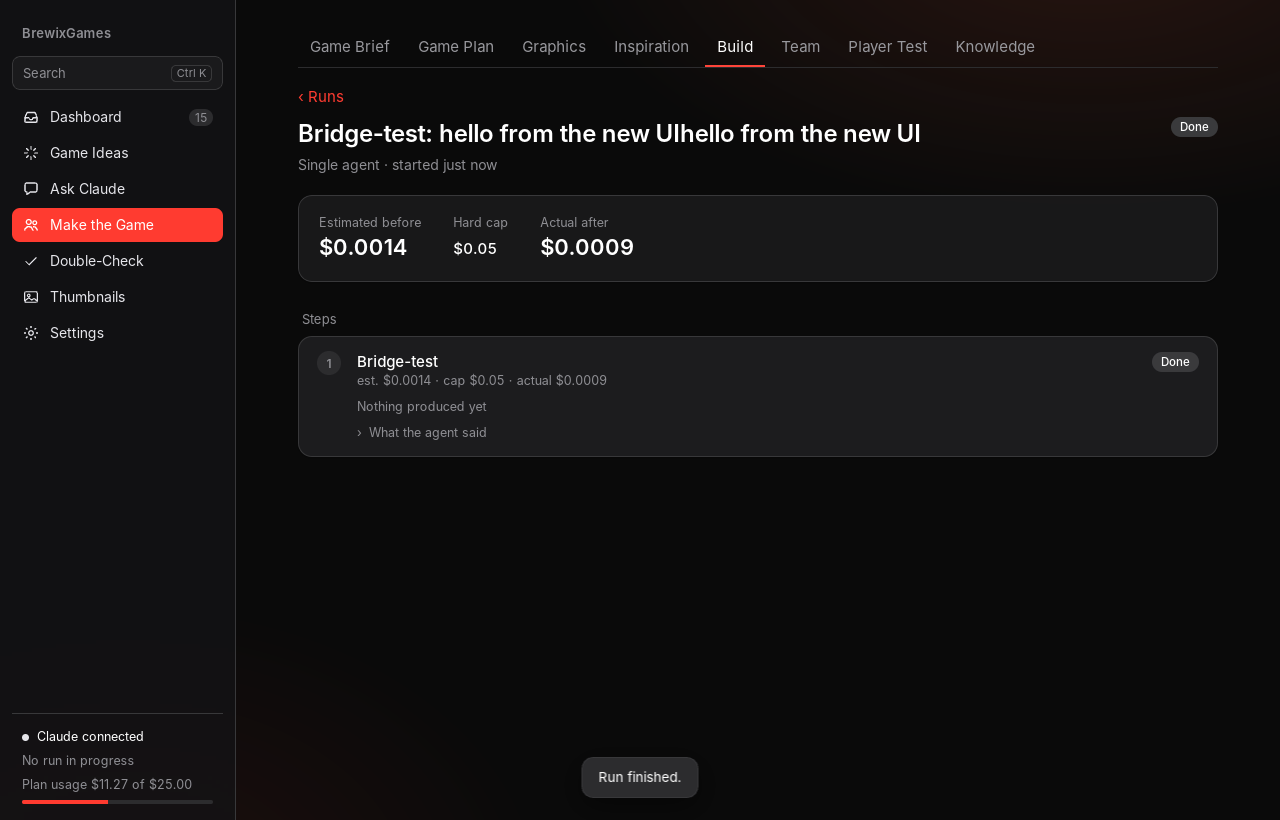 BrewixGames
Search Ctrl K
Dashboard 15
Game Ideas
Ask Claude
Make the Game
Double-Check
Thumbnails
Settings
Claude connected
No run in progress
Plan usage $11.27 of $25.00
Game Brief Game Plan Graphics Inspiration Build Team Player Test Knowledge
‹ Runs
Bridge-test: hello from the new UIhello from the new UI Done
Single agent · started just now
Estimated before Hard cap Actual after
$0.0014 $0.05 $0.0009
Steps
1 Bridge-test Done
est. $0.0014 · cap $0.05 · actual $0.0009
Nothing produced yet
› What the agent said
Run finished.